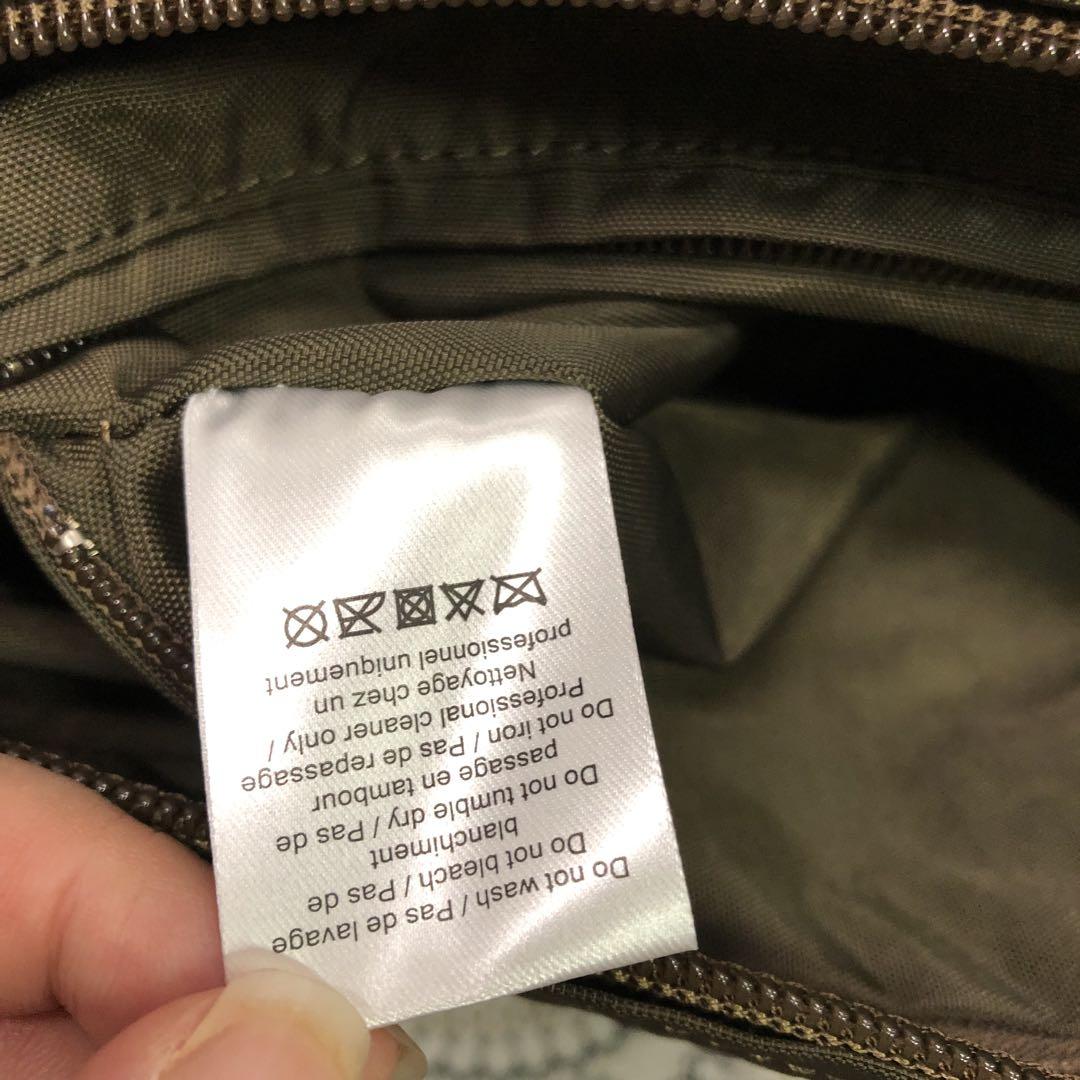 Do not wash / Pas de lavage
Do not bleach / Pas de
blanchiment
Do not tumble dry / Pas de
passage en tambour
Do not iron / Pas de repassage
Professional cleaner only /
Nettoyage chez un
professionnel uniquement